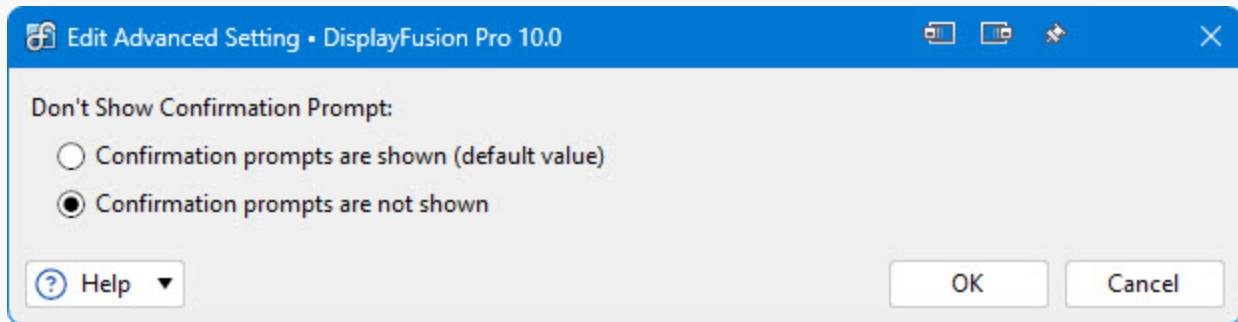 Edit Advanced Setting • DisplayFusion Pro 10.0
Don't Show Confirmation Prompt:
Confirmation prompts are shown (default value)
Confirmation prompts are not shown
? Help
OK
Cancel